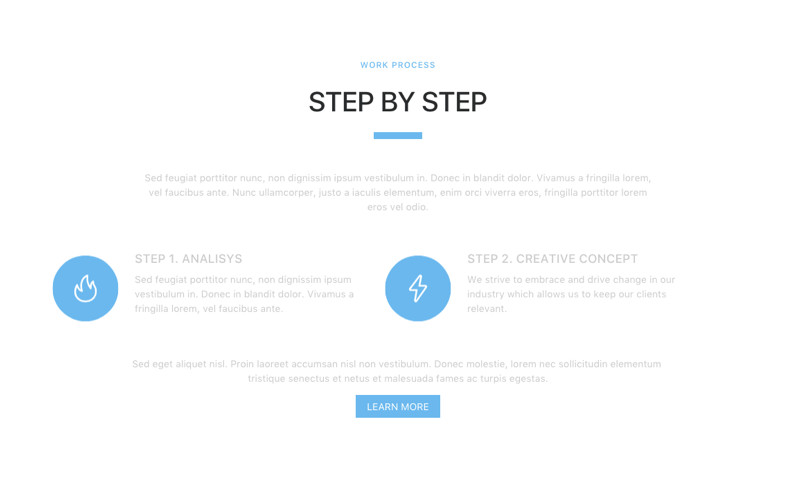 WORK PROCESS
STEP BY STEP
Sed feugiat porttitor nunc, non dignissim ipsum vestibulum in. Donec in blandit dolor. Vivamus a fringilla lorem,
vel faucibus ante. Nunc ullamcorper, justo a iaculis elementum, enim orci viverra eros, fringilla porttitor lorem
eros vel odio.
STEP 1. ANALISYS
Sed feugiat porttitor nunc, non dignissim ipsum
vestibulum in. Donec in blandit dolor. Vivamus a
fringilla lorem, vel faucibus ante.
STEP 2. CREATIVE CONCEPT
We strive to embrace and drive change in our
industry which allows us to keep our clients
relevant.
Sed eget aliquet nisl. Proin laoreet accumsan nisl non vestibulum. Donec molestie, lorem nec sollicitudin elementum
tristique senectus et netus et malesuada fames ac turpis egestas.
LEARN MORE